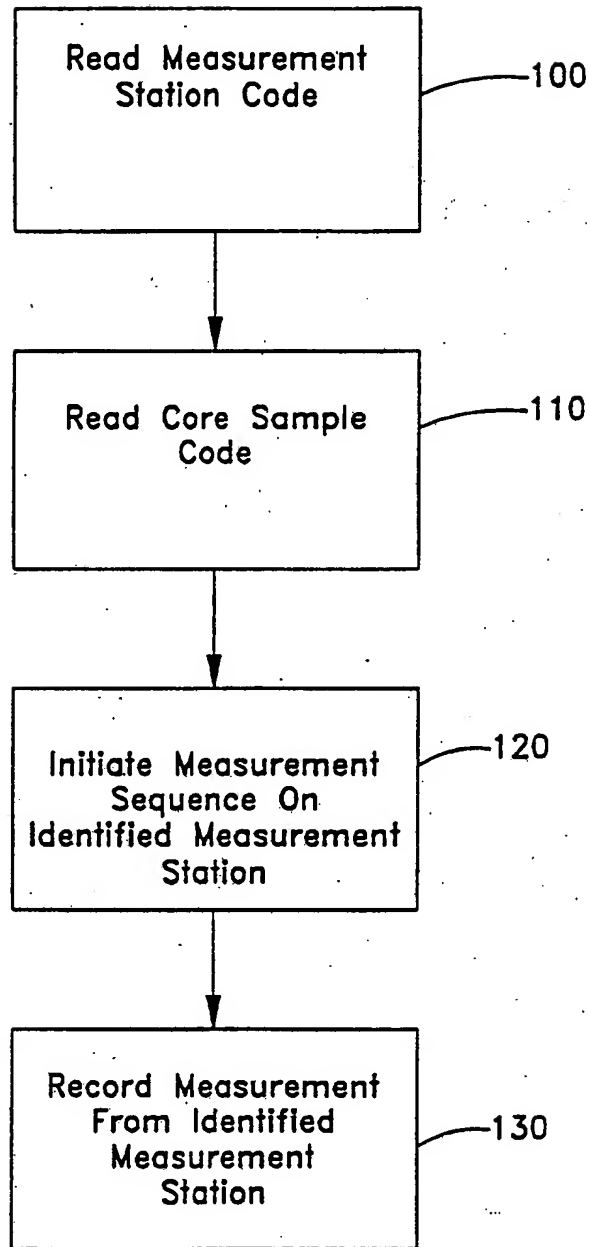 Read Measurement
Station Code
100
Read Core Sample
Code
110
Initiate Measurement
Sequence On
Identified Measurement
Station
120
Record Measurement
From Identified
Measurement
Station
130